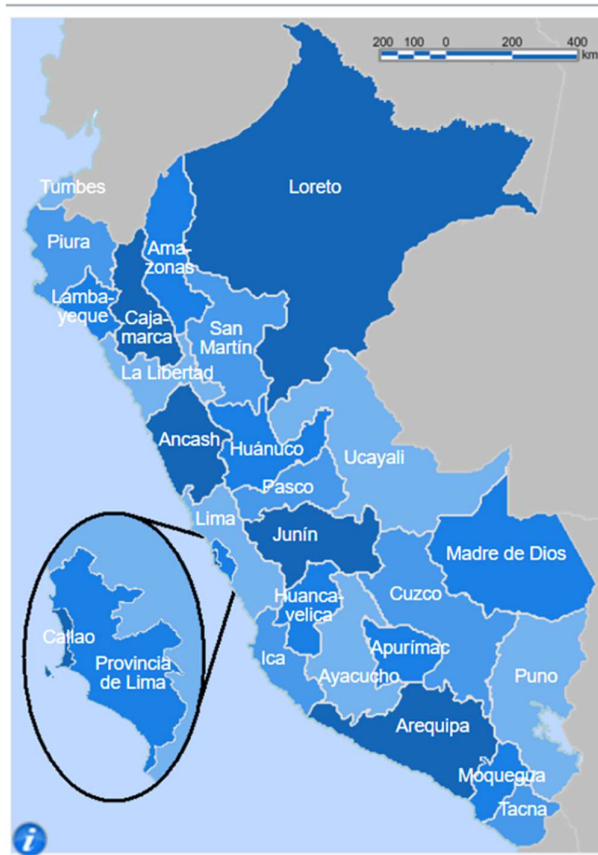 200 100 0 200 400
km
Loreto
Tumbes
Piura
Ama-
zonas
Lambay-
yeque
Caja-
marca
San
Martín
La Libertad
Ancash
Huánuco
Ucayali
Pasco
Lima
Junín
Madre de Dios
Huanca-
velica
Cuzco
Callao
Provincia
de Lima
Ica
Apurímac
Ayacucho
Puno
Arequipa
Moquegua
Tacna
i